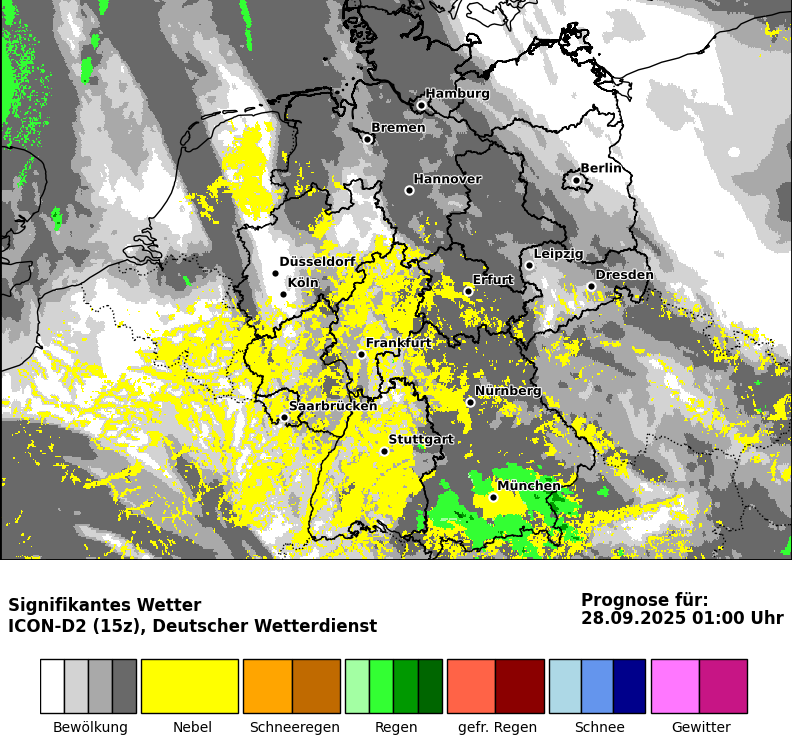 Hamburg
Bremen
Berlin
Hannover
Leipzig
Düsseldorf
Dresden
Köln
Erfurt
Frankfurt
Nürnberg
Saarbrücken
Stuttgart
München
Signifikantes Wetter
ICON-D2 (15z), Deutscher Wetterdienst
Prognose für:
28.09.2025 01:00 Uhr
Bewölkung Nebel Schneeregen Regen gefr. Regen Schnee Gewitter